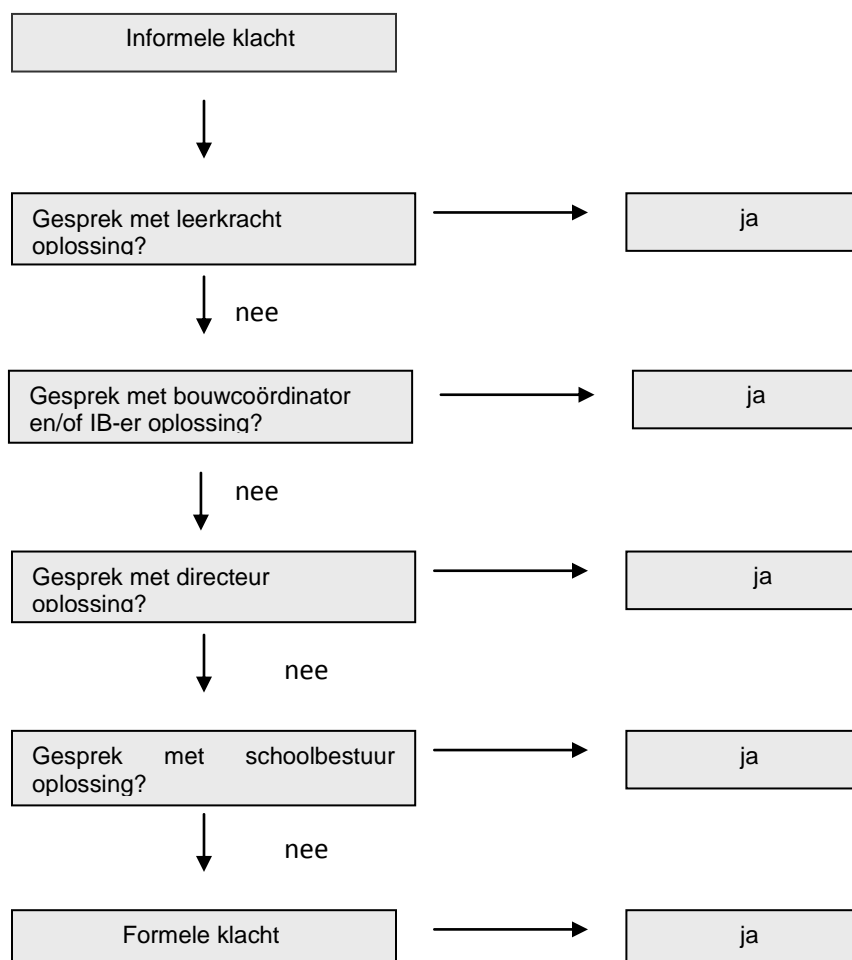 Informele klacht
Gesprek met leerkracht ja
oplossing?
nee
Gesprek met bouwcoördinator ja
en/of IB-er oplossing?
nee
Gesprek met directeur ja
oplossing?
nee
Gesprek met schoolbestuur ja
oplossing?
nee
Formele klacht ja